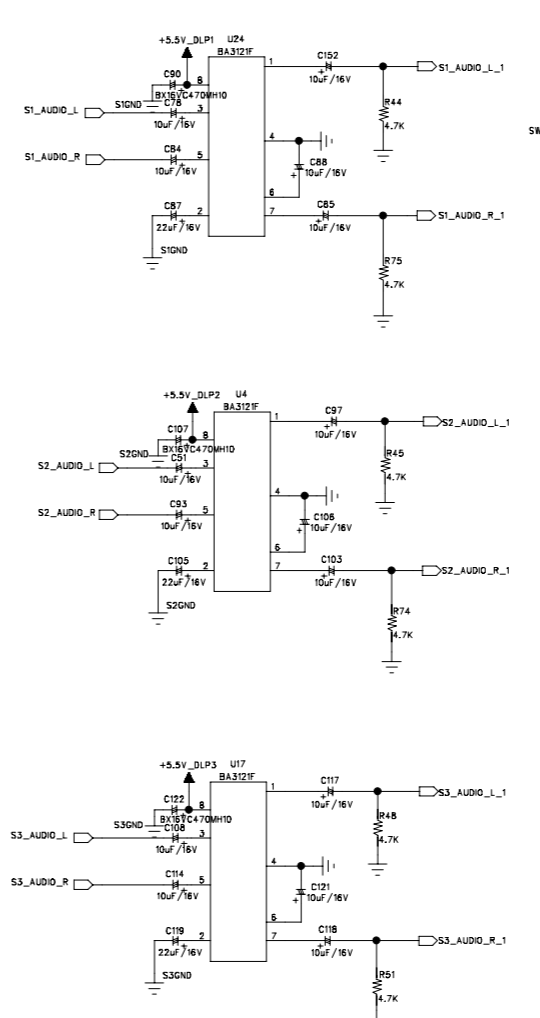 +5.5V_DLP1
U24
BA3121F
C90
8
BX16VC470MH10
S1GND
C78
3
10uF/16V
S1_AUDIO_L
S1_AUDIO_R
C84
5
10uF/16V
C87
2
22uF/16V
S1GND
1
C152
10uF/16V
S1_AUDIO_L_1
R44
4.7K
SW
4
C88
10uF/16V
6
7
C85
10uF/16V
S1_AUDIO_R_1
R75
4.7K
+5.5V_DLP2
U4
BA3121F
C107
8
BX16VC470MH10
S2GND
C51
3
10uF/16V
S2_AUDIO_L
S2_AUDIO_R
C93
5
10uF/16V
C105
2
22uF/16V
S2GND
1
C97
10uF/16V
S2_AUDIO_L_1
R45
4.7K
4
C106
10uF/16V
6
7
C103
10uF/16V
S2_AUDIO_R_1
R74
4.7K
+5.5V_DLP3
U17
BA3121F
C122
8
BX16VC470MH10
S3GND
C108
3
10uF/16V
S3_AUDIO_L
S3_AUDIO_R
C114
5
10uF/16V
C119
2
22uF/16V
S3GND
1
C117
10uF/16V
S3_AUDIO_L_1
R48
4.7K
4
C121
10uF/16V
6
7
C118
10uF/16V
S3_AUDIO_R_1
R51
4.7K